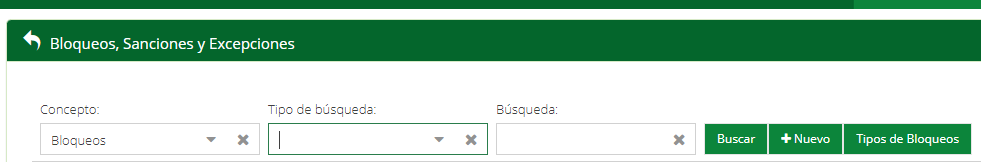 Bloqueos, Sanciones y Excepciones
Concepto: Tipo de búsqueda: Búsqueda:
Bloqueos Buscar +Nuevo Tipos de Bloqueos